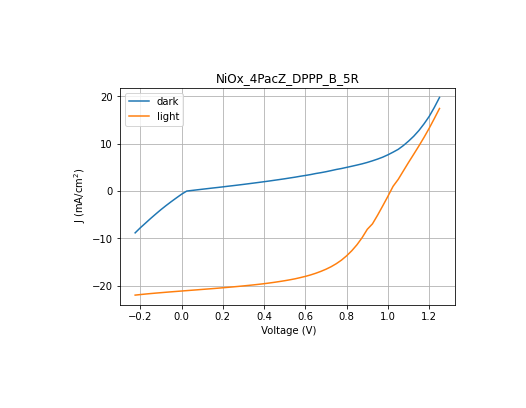 NiOx_4PacZ_DPPP_B_5R
dark
light
20
10
0
−10
−20
J (mA/cm²)
−0.2 0.0 0.2 0.4 0.6 0.8 1.0 1.2
Voltage (V)